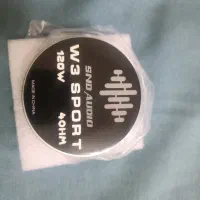 SND AUDIO
W3 SPORT
120W 4OHM
MADE IN CHINA